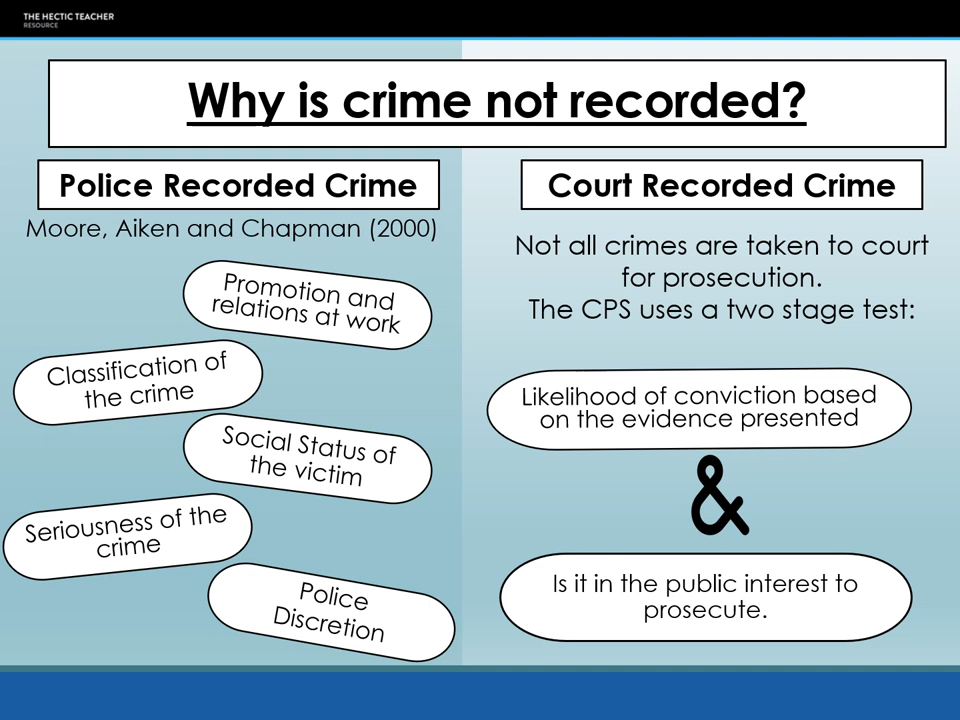 THE HECTIC TEACHER
RESOURCE
Why is crime not recorded?
Police Recorded Crime
Moore, Aiken and Chapman (2000)
Promotion and
relations at work
Classification of
the crime
Social Status of
the victim
Seriousness of the
crime
Police
Discretion
Court Recorded Crime
Not all crimes are taken to court
for prosecution.
The CPS uses a two stage test:
Likelihood of conviction based
on the evidence presented
&
Is it in the public interest to
prosecute.